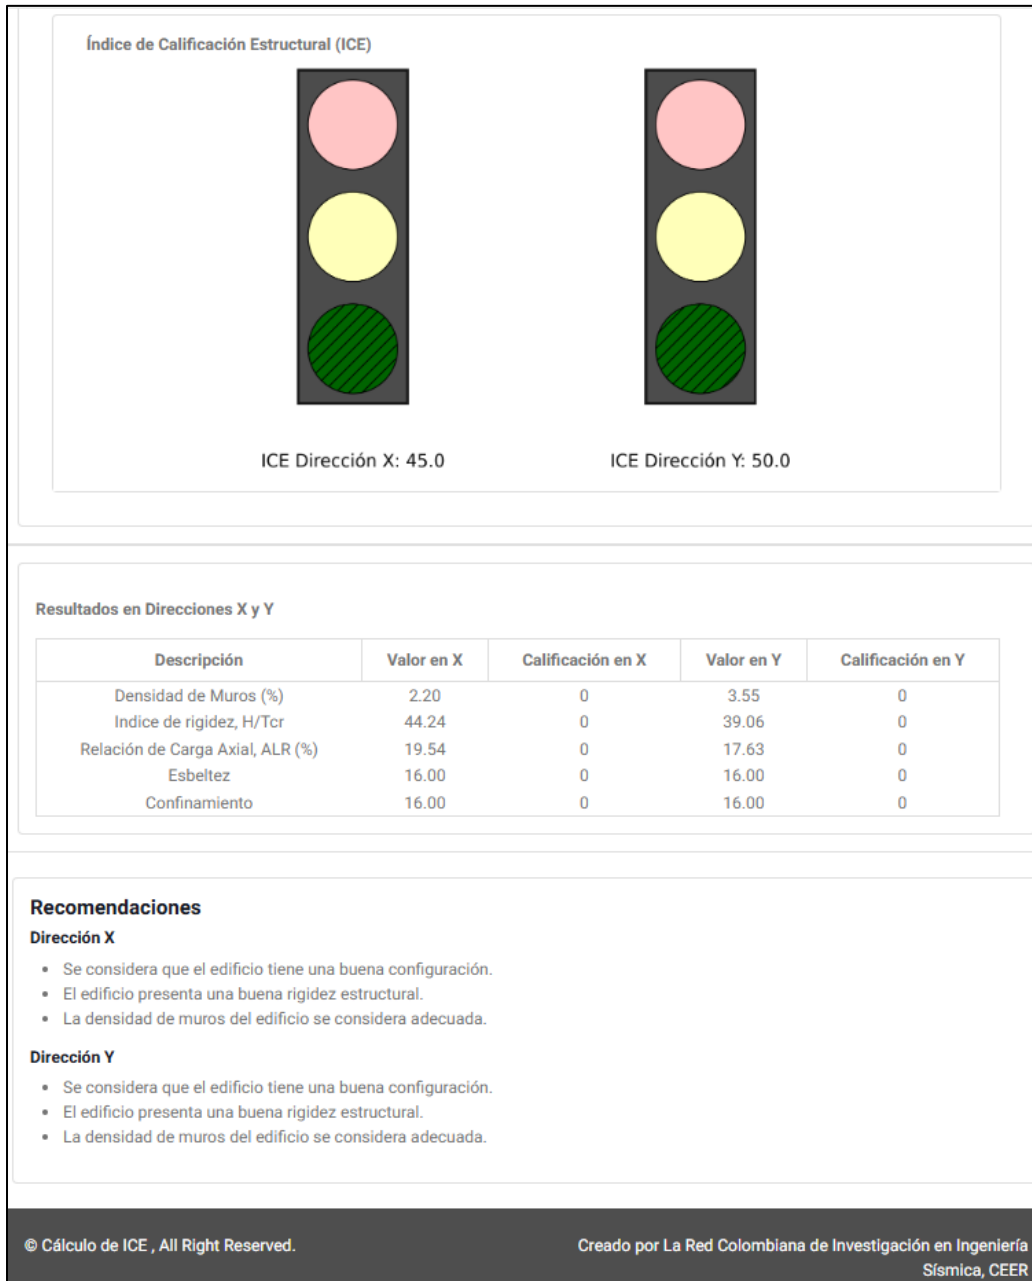 Índice de Calificación Estructural (ICE)
ICE Dirección X: 45.0
ICE Dirección Y: 50.0
Resultados en Direcciones X y Y
Descripción Valor en X Calificación en X Valor en Y Calificación en Y
Densidad de Muros (%) 2.20 0 3.55 0
Indice de rigidez, H/Tcr 44.24 0 39.06 0
Relación de Carga Axial, ALR (%) 19.54 0 17.63 0
Esbeltez 16.00 0 16.00 0
Confinamiento 16.00 0 16.00 0
Recomendaciones
Dirección X
• Se considera que el edificio tiene una buena configuración.
• El edificio presenta una buena rigidez estructural.
• La densidad de muros del edificio se considera adecuada.
Dirección Y
• Se considera que el edificio tiene una buena configuración.
• El edificio presenta una buena rigidez estructural.
• La densidad de muros del edificio se considera adecuada.
© Cálculo de ICE , All Right Reserved.
Creado por La Red Colombiana de Investigación en Ingeniería
Sísmica, CEER